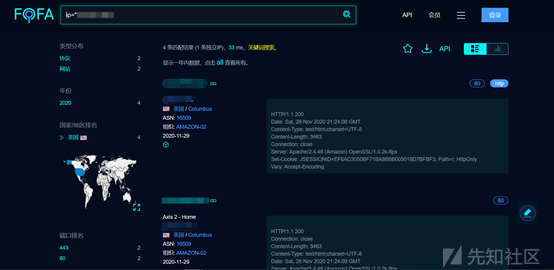 FOFA
ip="
API
会员
登录
类型分布
协议 2
网站 2
年份
2020 4
国家/地区排名
美国 4
端口排名
443 2
80 2
4 条匹配结果 (1 条独立IP), 33 ms, 关键词搜索。
显示一年内数据, 点击 all 查看所有。
API
80 http
美国 / Columbus
ASN: 16509
组织: AMAZON-02
2020-11-29
HTTP/1.1 200
Date: Sat, 28 Nov 2020 21:24:08 GMT
Content-Type: text/html;charset=UTF-8
Content-Length: 3463
Connection: close
Server: Apache/2.4.46 (Amazon) OpenSSL/1.0.2k-fips
Vary: Accept-Encoding
80
Axis 2 - Home
美国 / Columbus
ASN: 16509
组织: AMAZON-02
2020-11-29
HTTP/1.1 200
Connection: close
Content-Length: 3463
Content-Type: text/html;charset=UTF-8
Date: Sat, 28 Nov 2020 21:24:08 GMT
Server: Apache/2.4.46 (Amazon) OpenSSL/1.0.2k-fips
先知社区